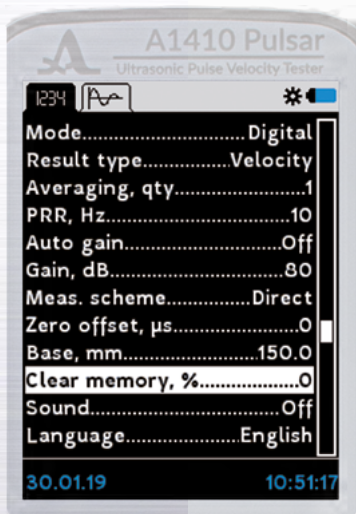 A1410 Pulsar
Ultrasonic Pulse Velocity Tester
1234
Mode....................Digital
Result type...............Velocity
Averaging, qty....................1
PRR, Hz............................10
Auto gain.......................Off
Gain, dB..........................80
Meas. scheme..............Direct
Zero offset, µs....................0
Base, mm....................150.0
Clear memory, %....................0
Sound............................Off
Language...................English
30.01.19 10:51:17